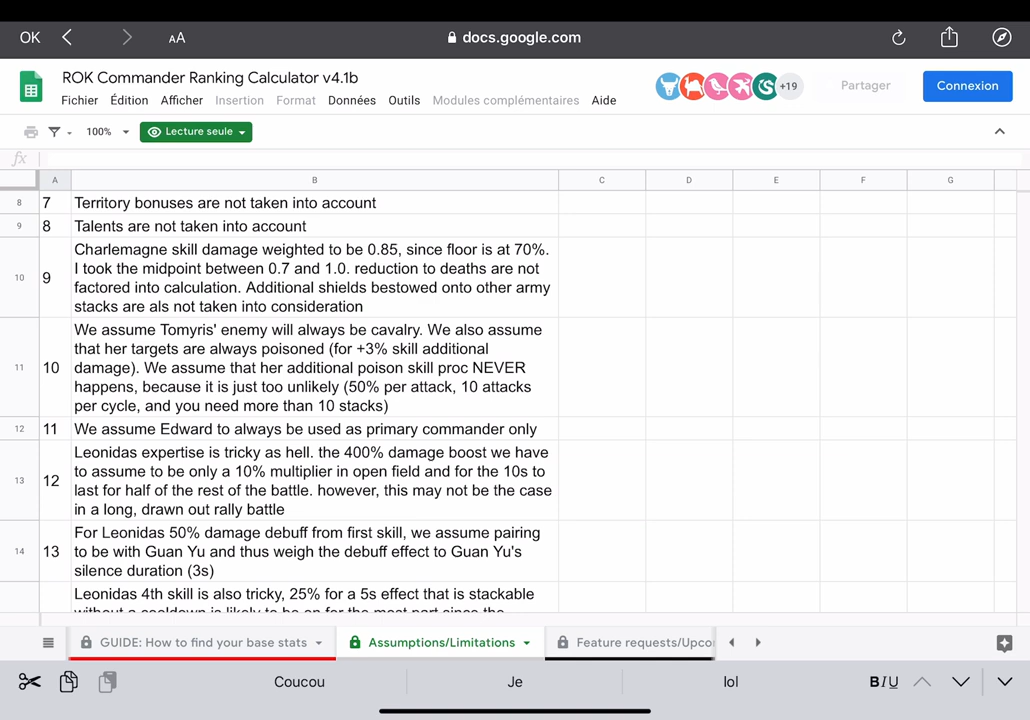 OK
AA
docs.google.com
ROK Commander Ranking Calculator v4.1b
Fichier Édition Afficher Insertion Format Données Outils Modules complémentaires Aide
+19
Partager
Connexion
100%
Lecture seule
fx
A B C D E F G
8 7 Territory bonuses are not taken into account
9 8 Talents are not taken into account
Charlemagne skill damage weighted to be 0.85, since floor is at 70%.
I took the midpoint between 0.7 and 1.0. reduction to deaths are not
10 9 factored into calculation. Additional shields bestowed onto other army
stacks are als not taken into consideration
We assume Tomyris' enemy will always be cavalry. We also assume
that her targets are always poisoned (for +3% skill additional
11 10 damage). We assume that her additional poison skill proc NEVER
happens, because it is just too unlikely (50% per attack, 10 attacks
per cycle, and you need more than 10 stacks)
12 11 We assume Edward to always be used as primary commander only
Leonidas expertise is tricky as hell. the 400% damage boost we have
to assume to be only a 10% multiplier in open field and for the 10s to
13 12 last for half of the rest of the battle. however, this may not be the case
in a long, drawn out rally battle
For Leonidas 50% damage debuff from first skill, we assume pairing
14 13 to be with Guan Yu and thus weigh the debuff effect to Guan Yu's
silence duration (3s)
Leonidas 4th skill is also tricky, 25% for a 5s effect that is stackable
without a cooldown is likely to be on for the most part since the
GUIDE: How to find your base stats
Assumptions/Limitations
Feature requests/Upco
Coucou
Je
lol
BIU